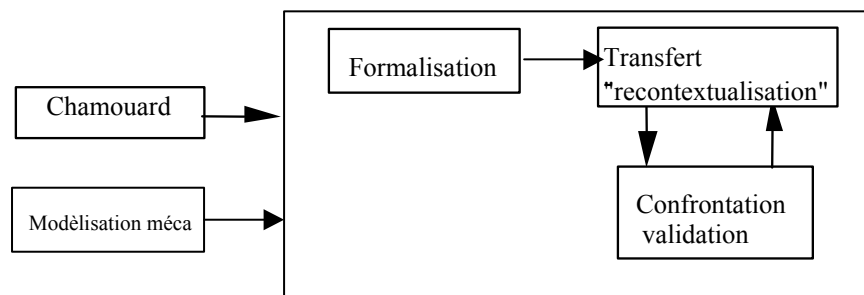 Formalisation
Transfert
"recontextualisation"
Chamouard
Modèlisation méca
Confrontation
validation